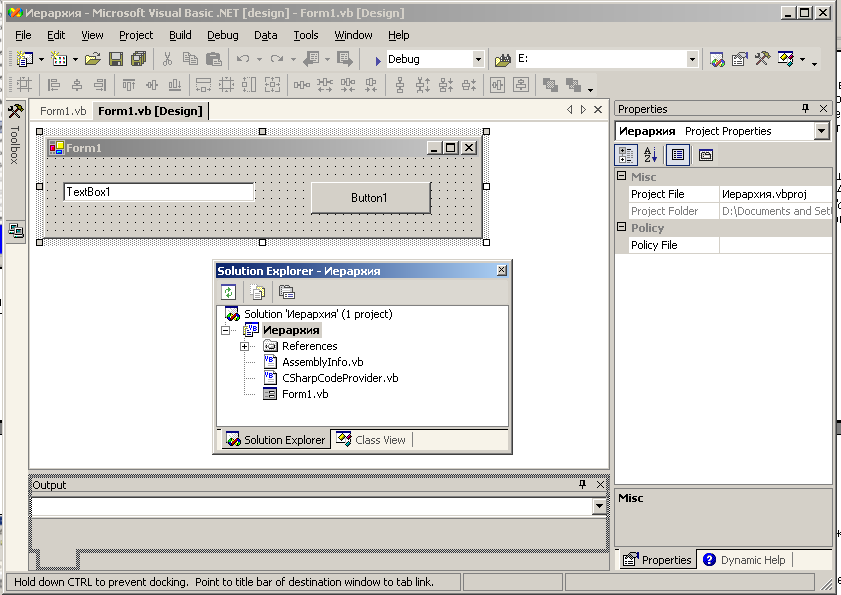 Иерархия - Microsoft Visual Basic .NET [design] - Form1.vb [Design]
File Edit View Project Build Debug Data Tools Window Help
Debug E:
Form1.vb Form1.vb [Design]
Toolbox
Form1
TextBox1 Button1
Solution Explorer - Иерархия
Solution 'Иерархия' (1 project)
Иерархия
References
AssemblyInfo.vb
CSharpCodeProvider.vb
Form1.vb
Solution Explorer Class View
Output
Properties
Иерархия Project Properties
Misc
Project File Иерархия.vbproj
Project Folder D:\Documents and Set
Policy
Policy File
Misc
Properties Dynamic Help
Hold down CTRL to prevent docking. Point to title bar of destination window to tab link.